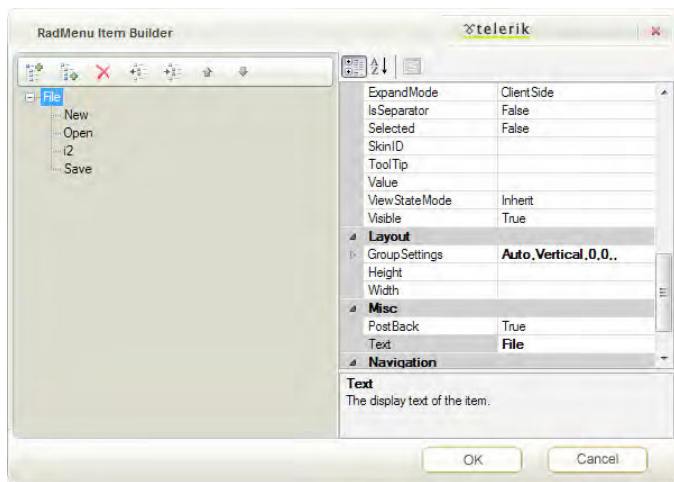 RadMenu Item Builder
telerik
File
New
Open
i2
Save
ExpandMode ClientSide
IsSeparator False
Selected False
SkinID
ToolTip
Value
ViewStateMode Inherit
Visible True
Layout
GroupSettings Auto,Vertical,0,0,,
Height
Width
Misc
PostBack True
Text File
Navigation
Text
The display text of the item.
OK Cancel